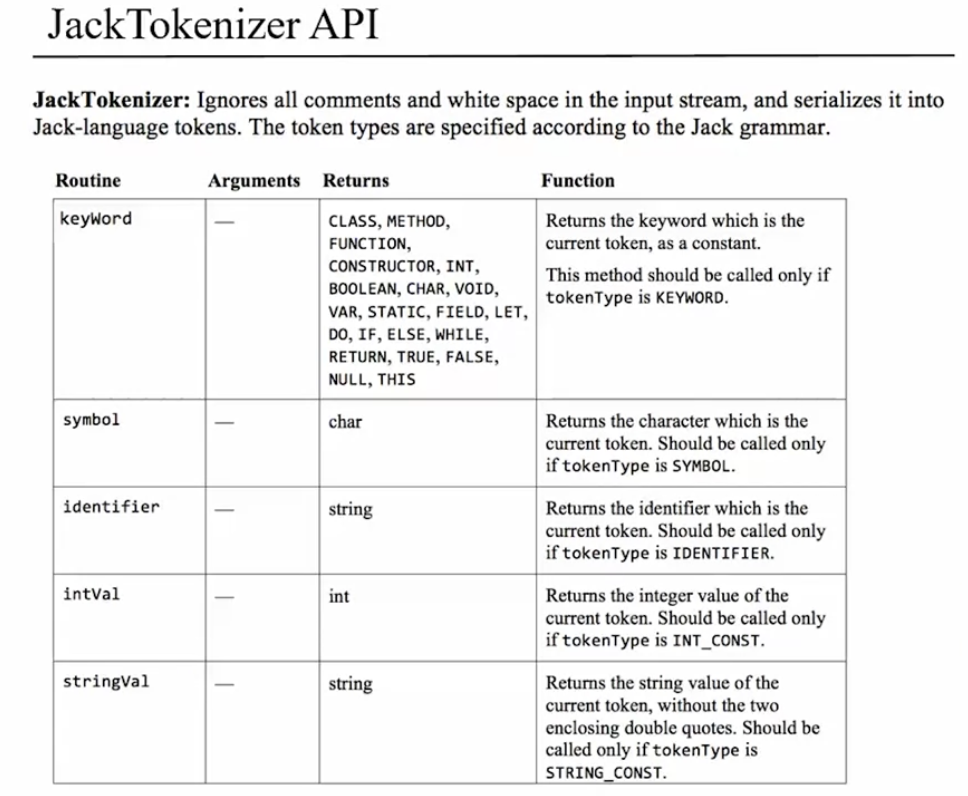 JackTokenizer API
JackTokenizer: Ignores all comments and white space in the input stream, and serializes it into
Jack-language tokens. The token types are specified according to the Jack grammar.
Routine Arguments Returns Function
keyWord — CLASS, METHOD, Returns the keyword which is the
FUNCTION, current token, as a constant.
CONSTRUCTOR, INT, This method should be called only if
BOOLEAN, CHAR, VOID, tokenType is KEYWORD.
VAR, STATIC, FIELD, LET,
DO, IF, ELSE, WHILE,
RETURN, TRUE, FALSE,
NULL, THIS
symbol — char Returns the character which is the
current token. Should be called only
if tokenType is SYMBOL.
identifier — string Returns the identifier which is the
current token. Should be called only
if tokenType is IDENTIFIER.
intVal — int Returns the integer value of the
current token. Should be called only
if tokenType is INT_CONST.
stringVal — string Returns the string value of the
current token, without the two
enclosing double quotes. Should be
called only if tokenType is
STRING_CONST.